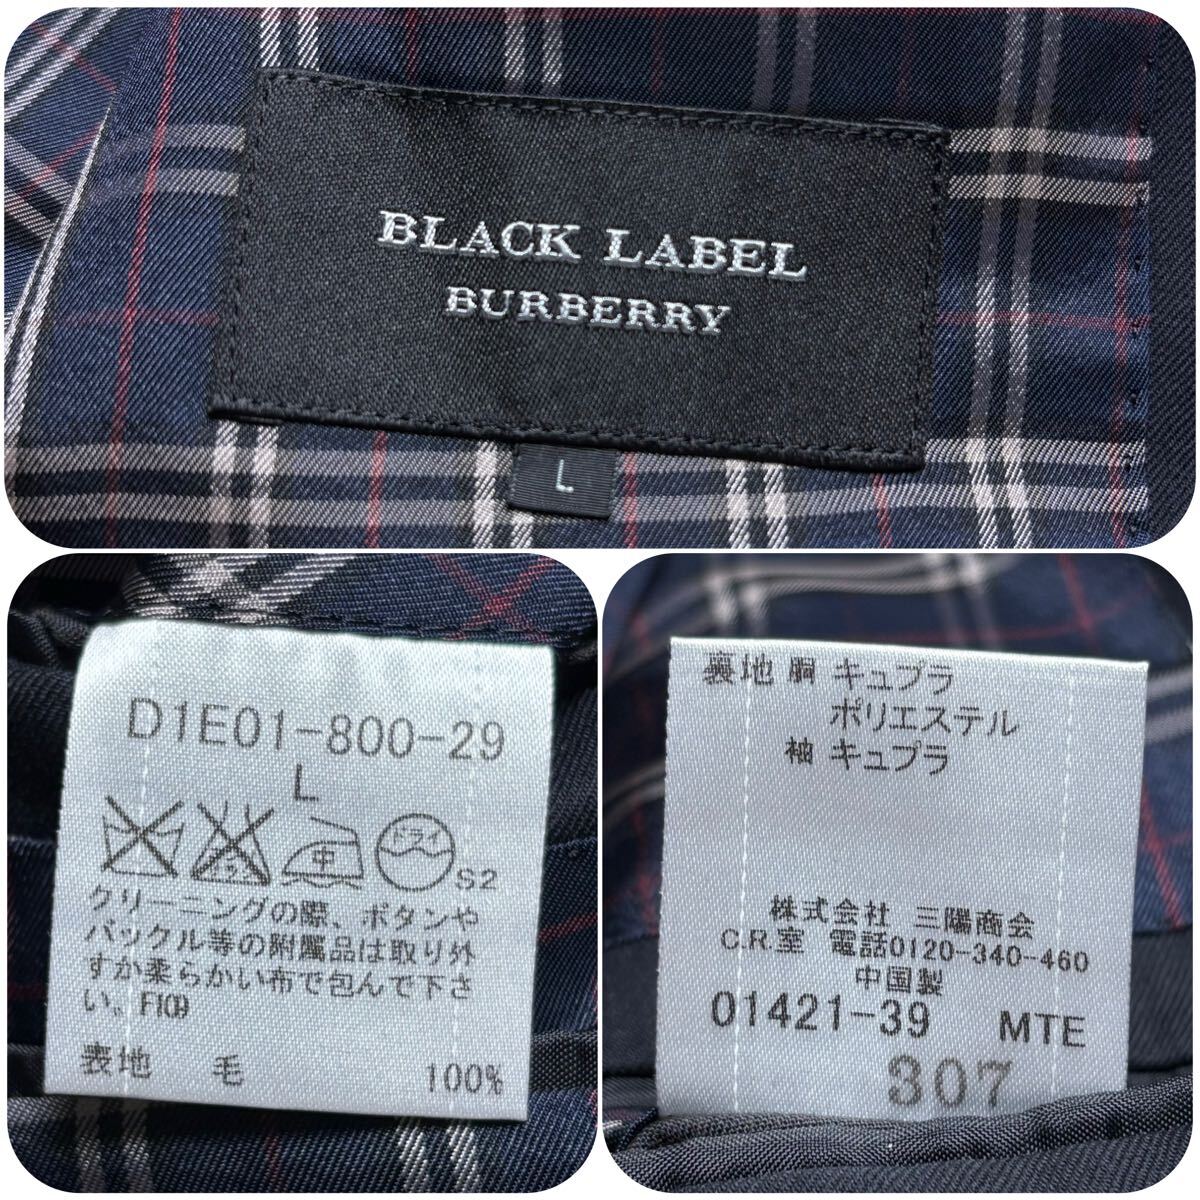 BLACK LABEL
BURBERRY
L
D1E01-800-29
L
中
ドライ
S2
クリーニングの際、ボタンや
バックル等の附属品は取り外
すか柔らかい布で包んで下さ
い。F109
表地 毛 100%
裏地 胴 キュプラ
ポリエステル
袖 キュプラ
株式会社 三陽商会
C.R.室 電話0120-340-460
中国製
01421-39 MTE
307